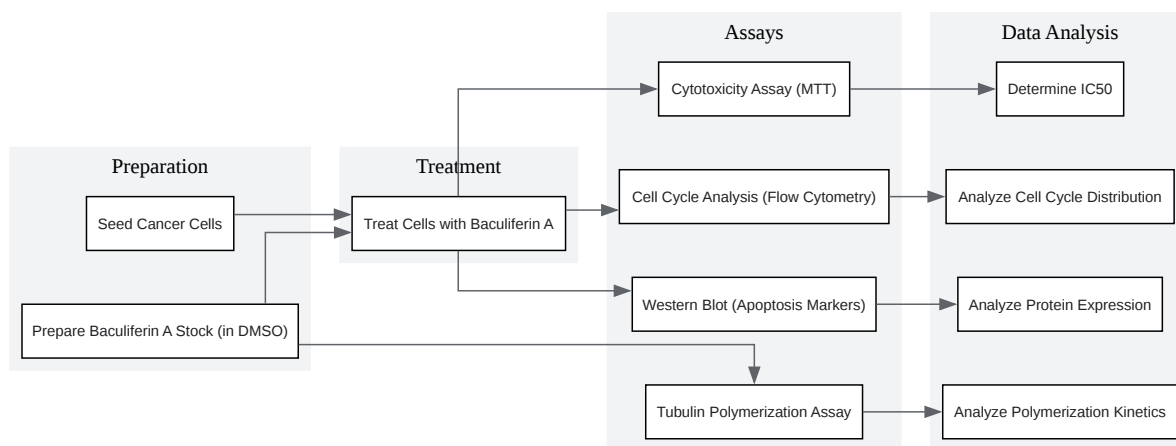 Preparation
Seed Cancer Cells
Prepare Baculiferin A Stock (in DMSO)
Treatment
Treat Cells with Baculiferin A
Assays
Cytotoxicity Assay (MTT)
Cell Cycle Analysis (Flow Cytometry)
Western Blot (Apoptosis Markers)
Tubulin Polymerization Assay
Data Analysis
Determine IC50
Analyze Cell Cycle Distribution
Analyze Protein Expression
Analyze Polymerization Kinetics